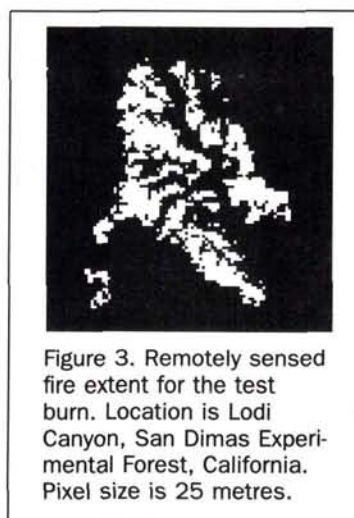 Figure 3. Remotely sensed
fire extent for the test
burn. Location is Lodi
Canyon, San Dimas Experi-
mental Forest, California.
Pixel size is 25 metres.